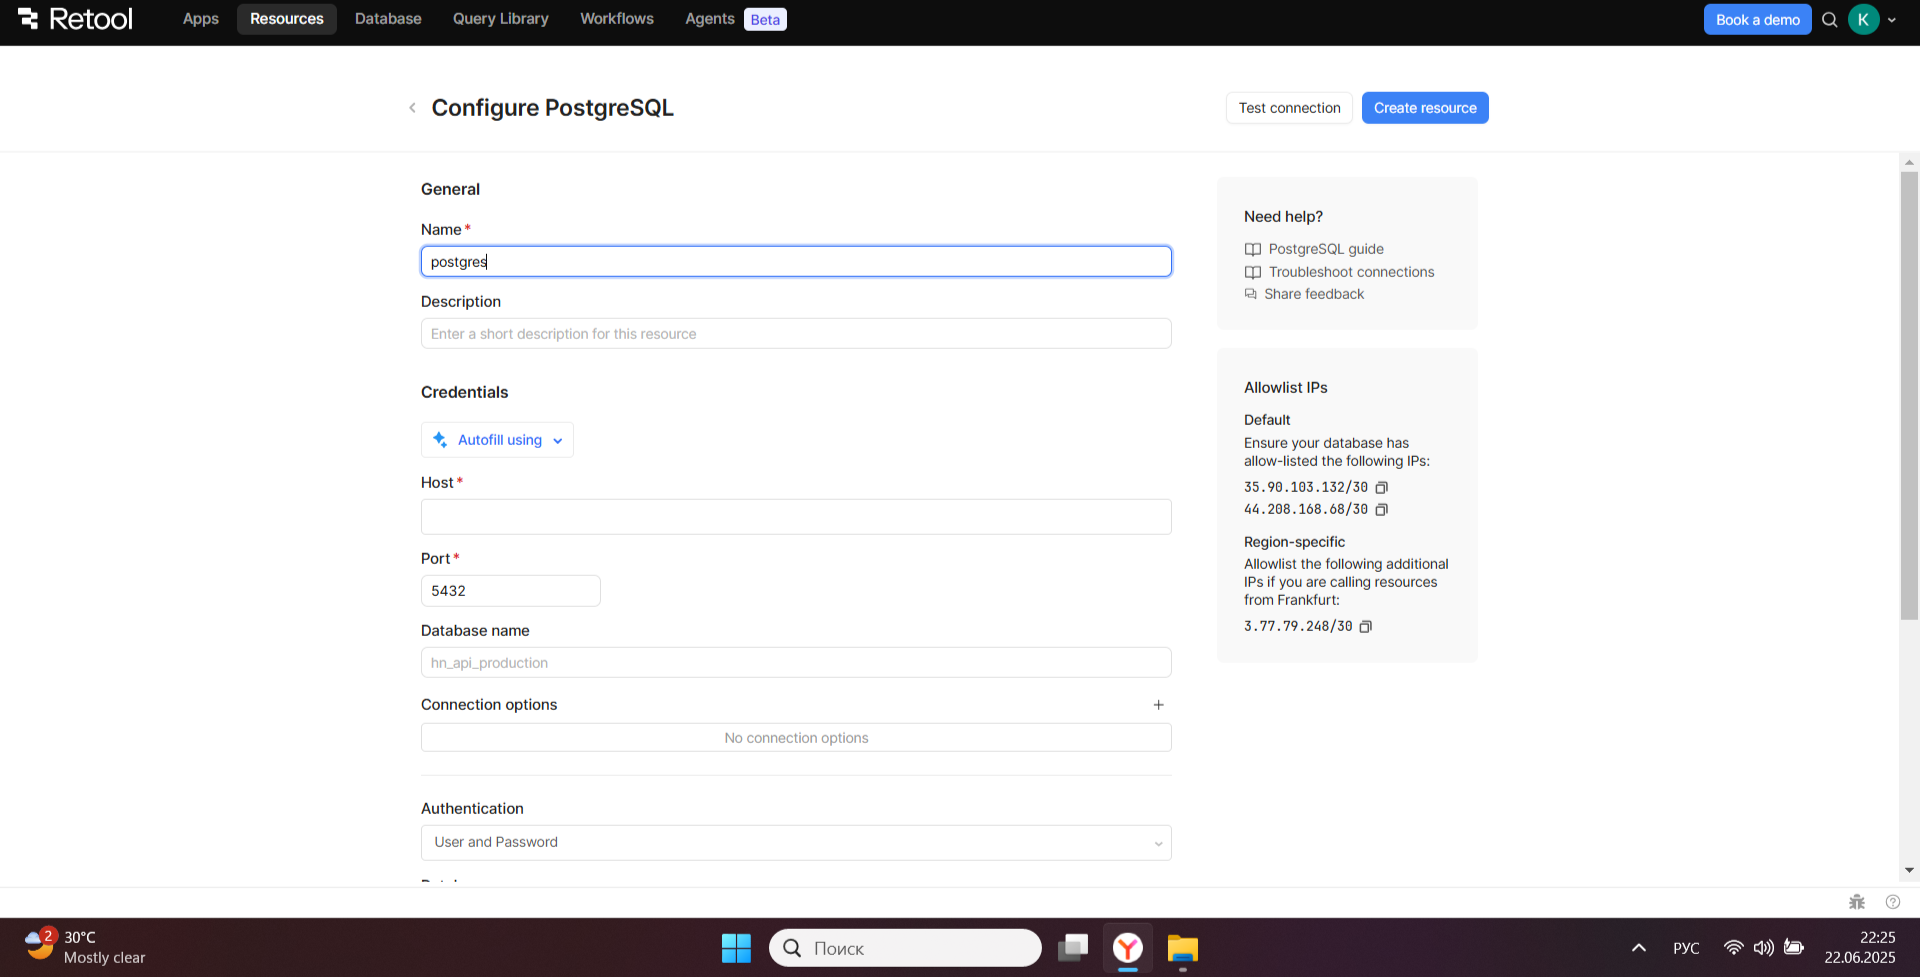 Retool
Apps
Resources
Database
Query Library
Workflows
Agents
Beta
Book a demo
K
Configure PostgreSQL
Test connection
Create resource
General
Name*
postgres
Description
Enter a short description for this resource
Credentials
Autofill using
Host*
Port*
5432
Database name
hn_api_production
Connection options
+
No connection options
Authentication
User and Password
Need help?
PostgreSQL guide
Troubleshoot connections
Share feedback
Allowlist IPs
Default
Ensure your database has
allow-listed the following IPs:
35.90.103.132/30
44.208.168.68/30
Region-specific
Allowlist the following additional
IPs if you are calling resources
from Frankfurt:
3.77.79.248/30
2
30°C
Mostly clear
Поиск
РУС
22:25
22.06.2025